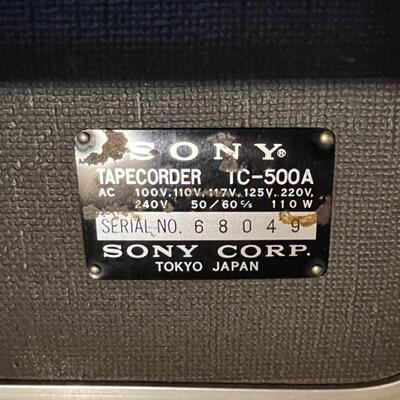 SONY®
TAPECORDER TC-500A
AC 100V, 110V, 117V, 125V, 220V,
240V 50/60 c/s 110W
SERIAL NO. 68049
SONY CORP.
TOKYO JAPAN